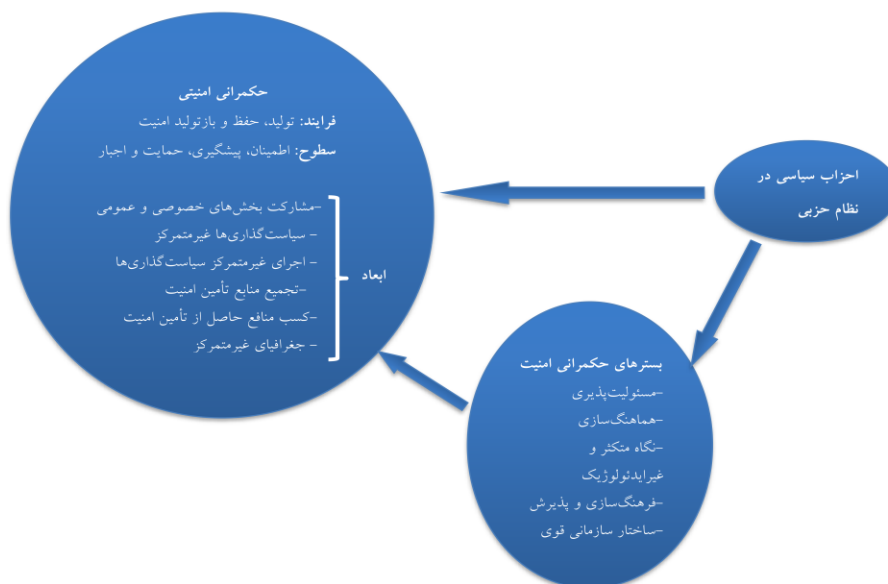 حکمرانی امنیتی
فرایند: تولید، حفظ و بازتولید امنیت
سطوح: اطمینان، پیشگیری، حمایت و اجبار
-مشارکت بخش‌های خصوصی و عمومی
- سیاست‌گذاری‌ها غیرمتمرکز
- اجرای غیرمتمرکز سیاست‌گذاری‌ها
-تجمیع منابع تأمین امنیت
-کسب منافع حاصل از تأمین امنیت
- جغرافیای غیرمتمرکز
ابعاد
احزاب سیاسی در
نظام حزبی
بسترهای حکمرانی امنیت
-مسئولیت‌پذیری
-هماهنگ‌سازی
-نگاه متکثر و
غیرایدئولوژیک
-فرهنگ‌سازی و پذیرش
-ساختار سازمانی قوی